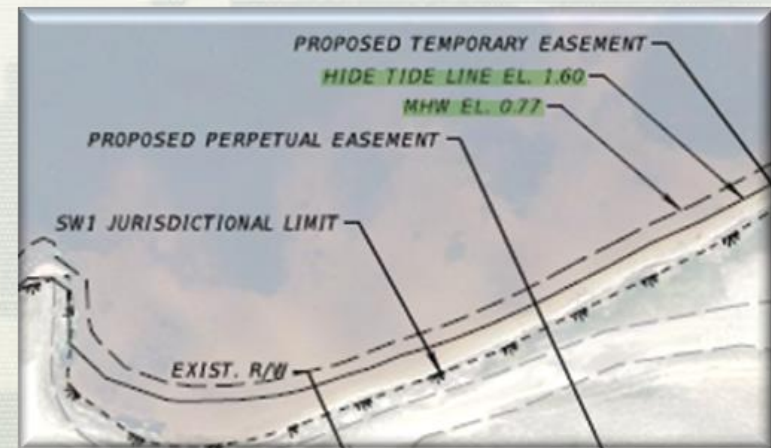 PROPOSED TEMPORARY EASEMENT
HIDE TIDE LINE EL. 1.60
MHW EL. 0.77
PROPOSED PERPETUAL EASEMENT
SW1 JURISDICTIONAL LIMIT
EXIST. R/W